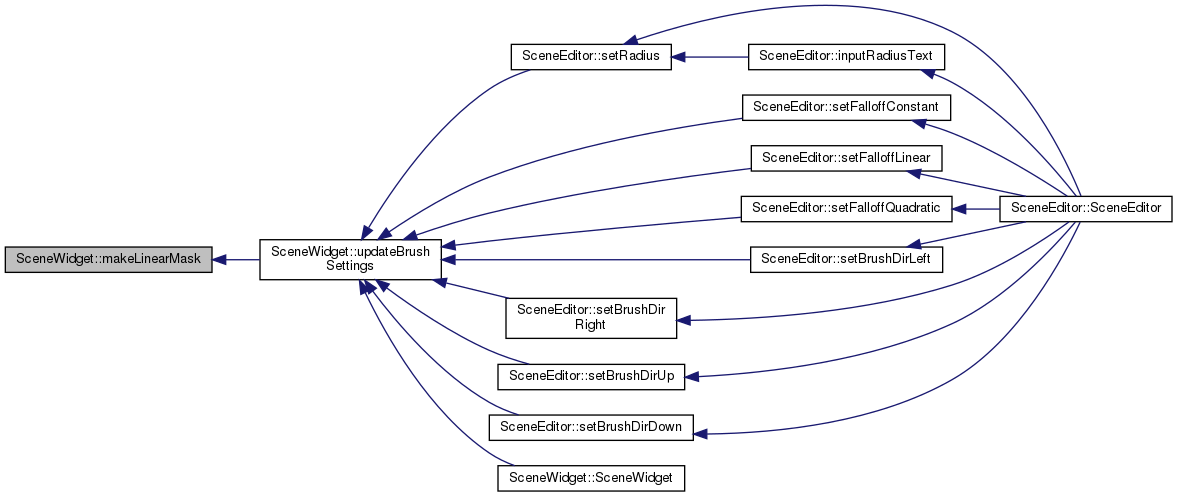 SceneWidget::makeLinearMask
SceneWidget::updateBrush
Settings
SceneEditor::setRadius
SceneEditor::inputRadiusText
SceneEditor::setFalloffConstant
SceneEditor::setFalloffLinear
SceneEditor::setFalloffQuadratic
SceneEditor::SceneEditor
SceneEditor::setBrushDirLeft
SceneEditor::setBrushDir
Right
SceneEditor::setBrushDirUp
SceneEditor::setBrushDirDown
SceneWidget::SceneWidget